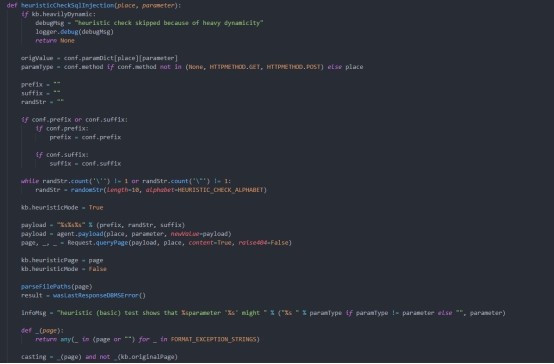 def heuristicCheckSqlInjection(place, parameter):
if kb.heavilyDynamic:
debugMsg = "heuristic check skipped because of heavy dynamicity"
logger.debug(debugMsg)
return None
origValue = conf.paramDict[place][parameter]
paramType = conf.method if conf.method not in (None, HTTPMETHOD.GET, HTTPMETHOD.POST) else place
prefix = ""
suffix = ""
randStr = ""
if conf.prefix or conf.suffix:
if conf.prefix:
prefix = conf.prefix
if conf.suffix:
suffix = conf.suffix
while randStr.count('\'') != 1 or randStr.count('\"') != 1:
randStr = randomStr(length=10, alphabet=HEURISTIC_CHECK_ALPHABET)
kb.heuristicMode = True
payload = "%s%s%s" % (prefix, randStr, suffix)
payload = agent.payload(place, parameter, newValue=payload)
page, _, _ = Request.queryPage(payload, place, content=True, raise404=False)
kb.heuristicPage = page
kb.heuristicMode = False
parseFilePaths(page)
result = wasLastResponseDBMSError()
infoMsg = "heuristic (basic) test shows that %sparameter '%s' might " % ("%s " % paramType if paramType != parameter else "", parameter)
def _(page):
return any(_ in (page or "") for _ in FORMAT_EXCEPTION_STRINGS)
casting = _(page) and not _(kb.originalPage)